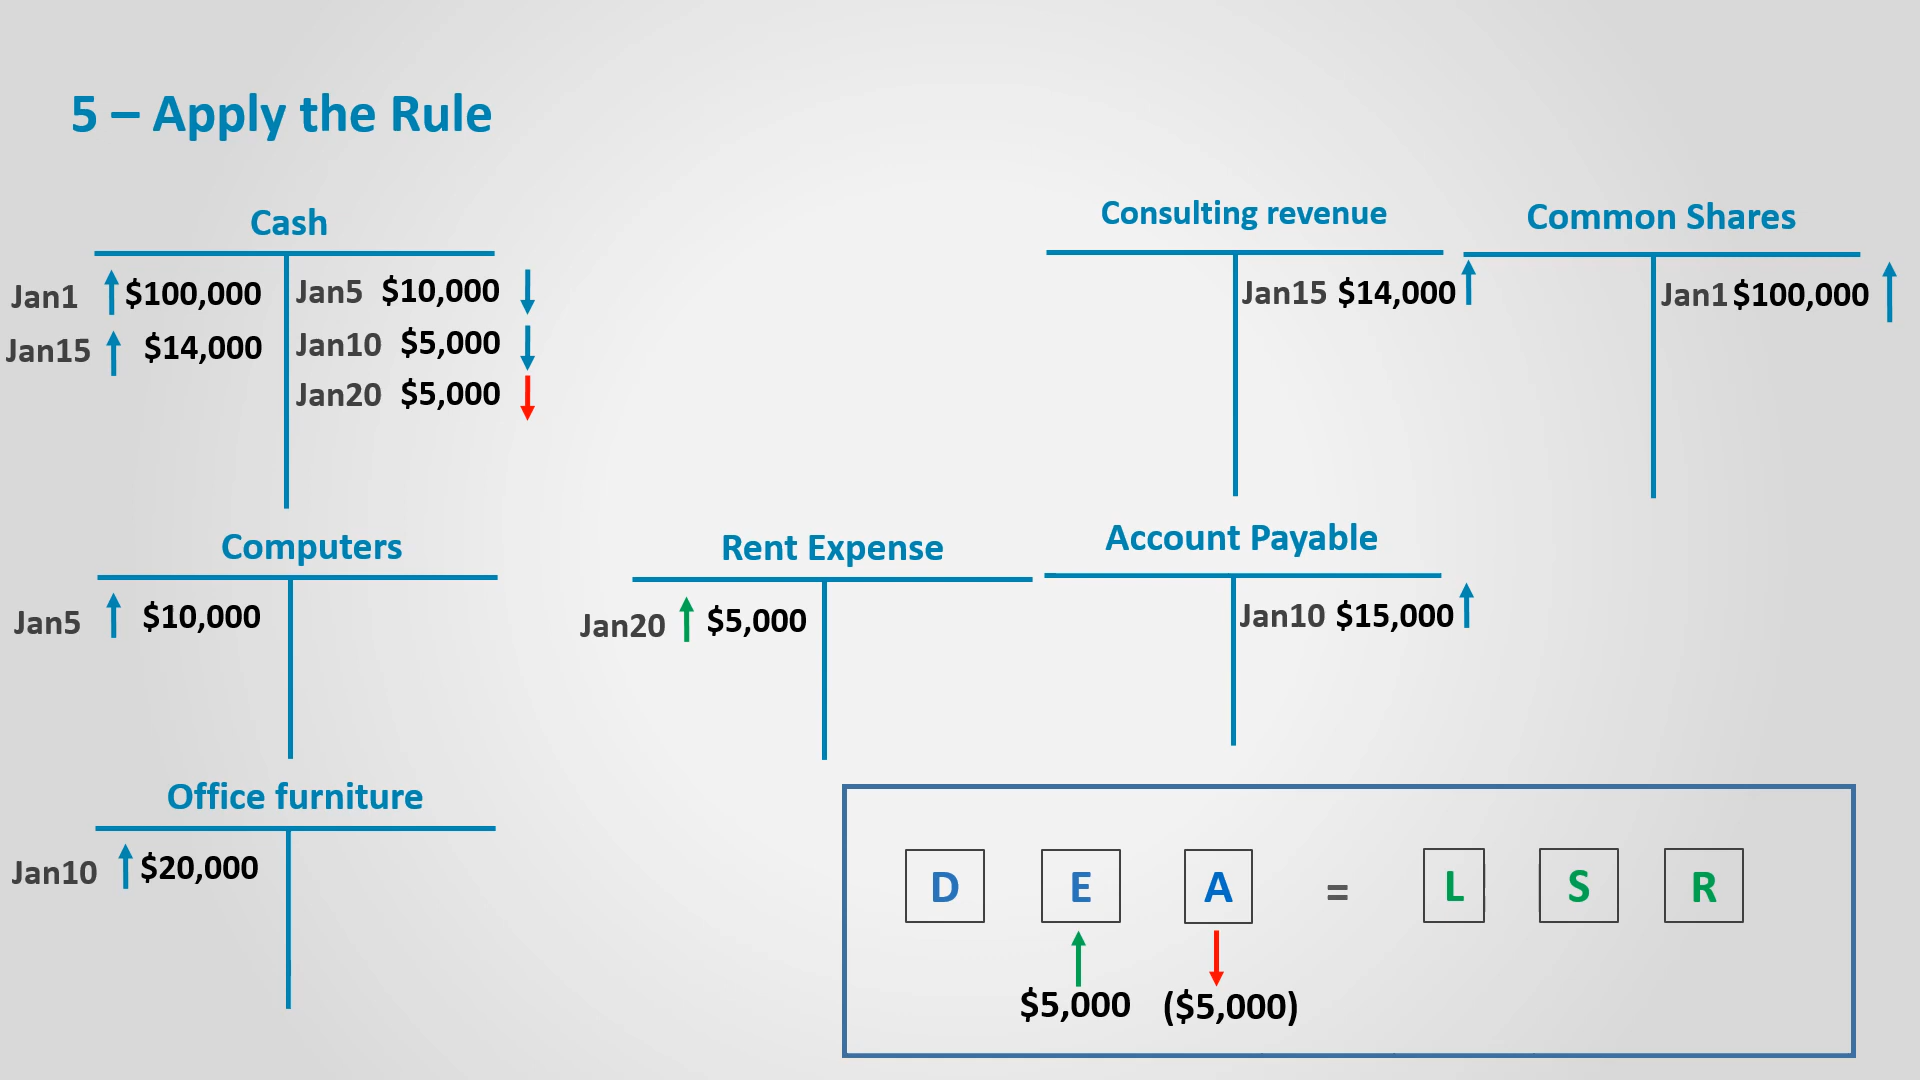 5 – Apply the Rule
Cash
Jan1 $100,000 Jan5 $10,000
Jan15 $14,000 Jan10 $5,000
Jan20 $5,000
Consulting revenue
Jan15 $14,000
Common Shares
Jan1 $100,000
Computers
Jan5 $10,000
Rent Expense
Jan20 $5,000
Account Payable
Jan10 $15,000
Office furniture
Jan10 $20,000
D E A = L S R
$5,000 ($5,000)